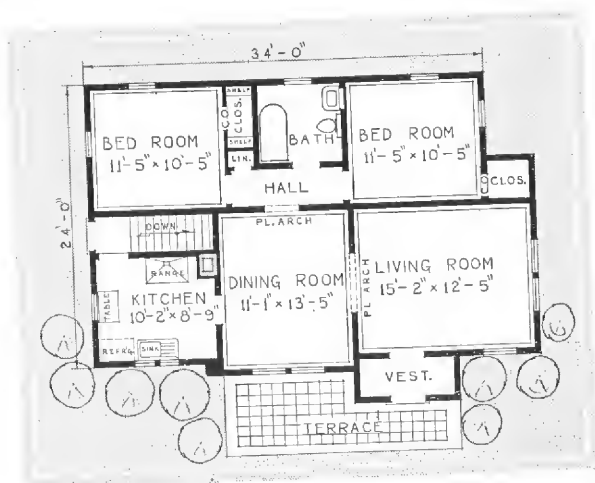 34'-0"
24'-0"
BED ROOM
11'-5" × 10'-5"
SHELF
CLOS.
SHELF
LIN.
BATH
BED ROOM
11'-5" × 10'-5"
CLOS.
HALL
DOWN
PL. ARCH
RANGE
TABLE
KITCHEN
10'-2" × 8'-9"
REFR'G.
SINK
DINING ROOM
11'-1" × 13'-5"
PL ARCH
LIVING ROOM
15'-2" × 12'-5"
VEST.
TERRACE